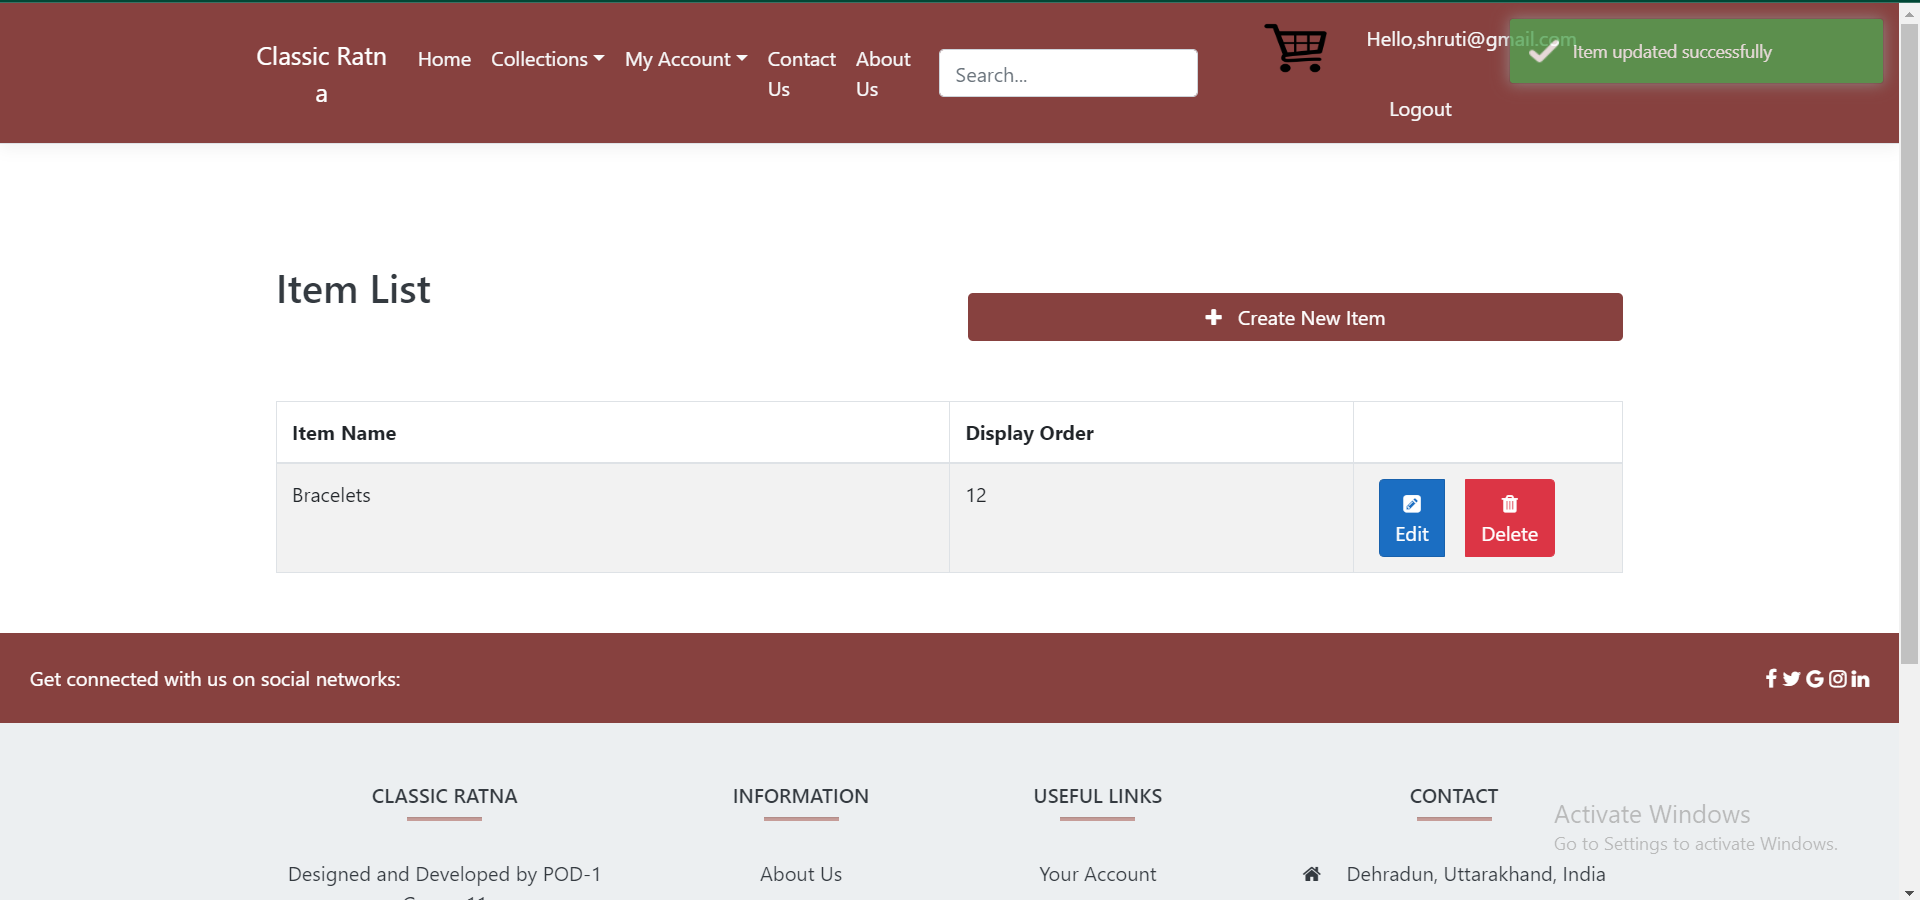 Classic Ratn
a
Home
Collections
My Account
Contact
Us
About
Us
Search...
Hello,shruti@gmail.com
Logout
Item updated successfully
Item List
Create New Item
Item Name
Display Order
Bracelets
12
Edit
Delete
Get connected with us on social networks:
CLASSIC RATNA
INFORMATION
USEFUL LINKS
CONTACT
Activate Windows
Go to Settings to activate Windows.
Designed and Developed by POD-1
About Us
Your Account
Dehradun, Uttarakhand, India